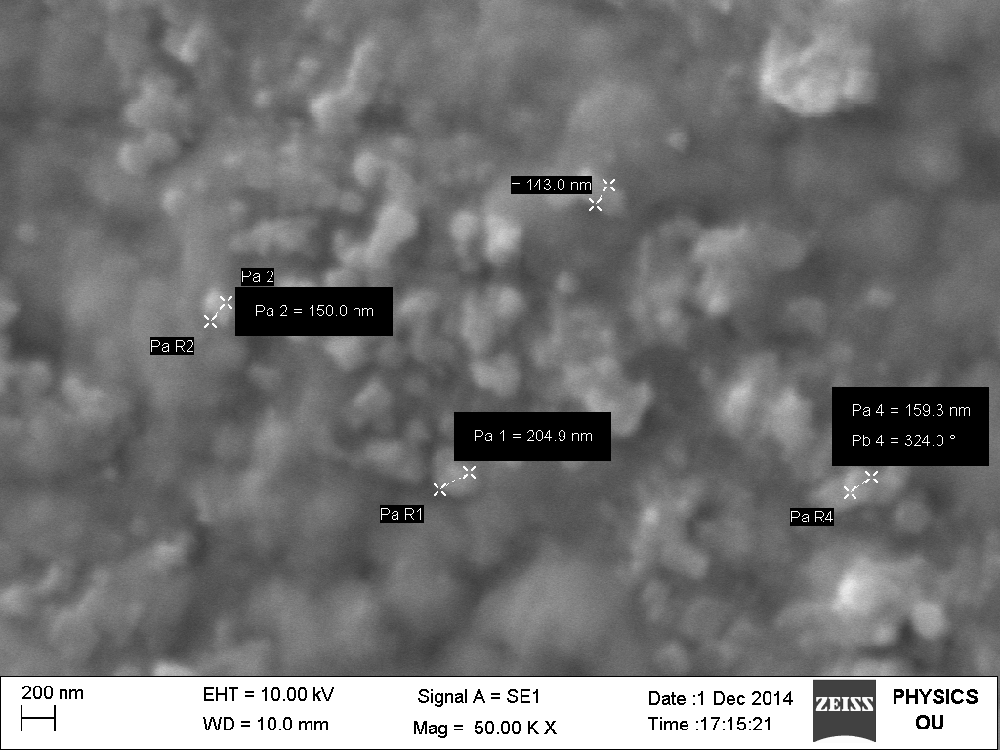 = 143.0 nm
Pa 2
Pa 2 = 150.0 nm
Pa R2
Pa 1 = 204.9 nm
Pa R1
Pa 4 = 159.3 nm
Pb 4 = 324.0 °
Pa R4
200 nm
EHT = 10.00 kV
WD = 10.0 mm
Signal A = SE1
Mag = 50.00 K X
Date :1 Dec 2014
Time :17:15:21
ZEISS
PHYSICS
OU